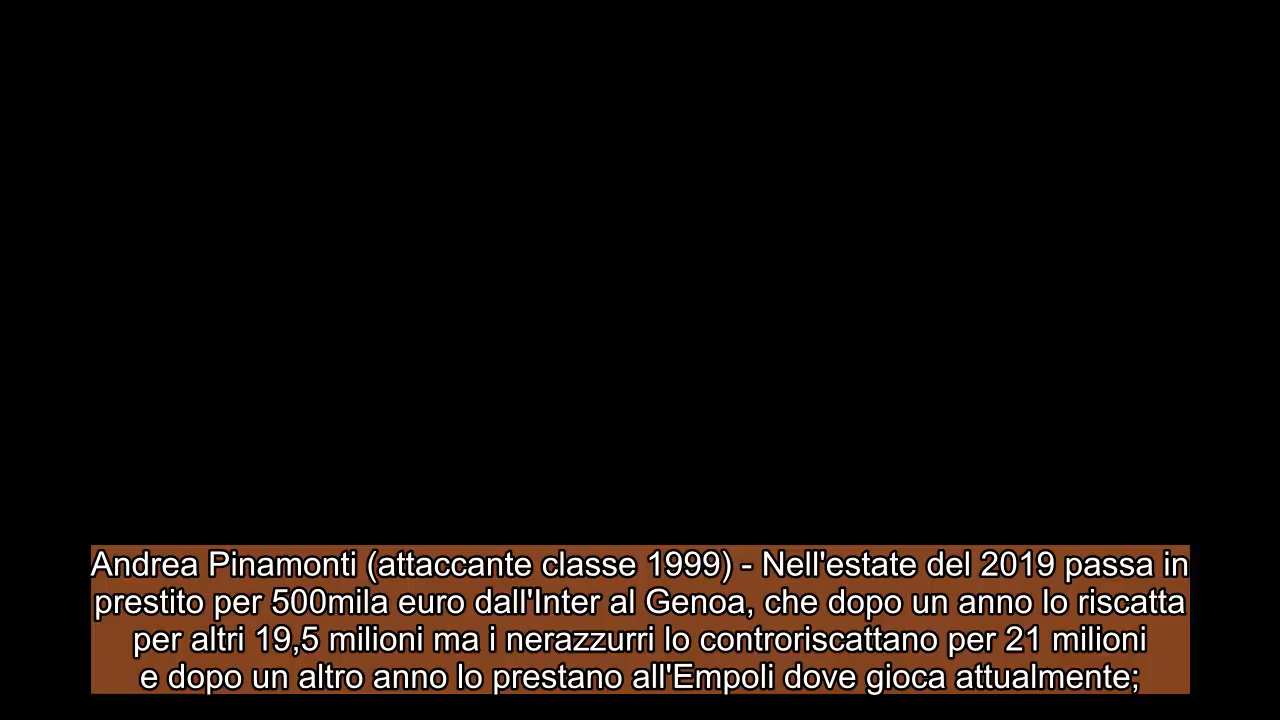 Andrea Pinamonti (attaccante classe 1999) - Nell'estate del 2019 passa in
prestito per 500mila euro dall'Inter al Genoa, che dopo un anno lo riscatta
per altri 19,5 milioni ma i nerazzurri lo controriscattano per 21 milioni
e dopo un altro anno lo prestano all'Empoli dove gioca attualmente;